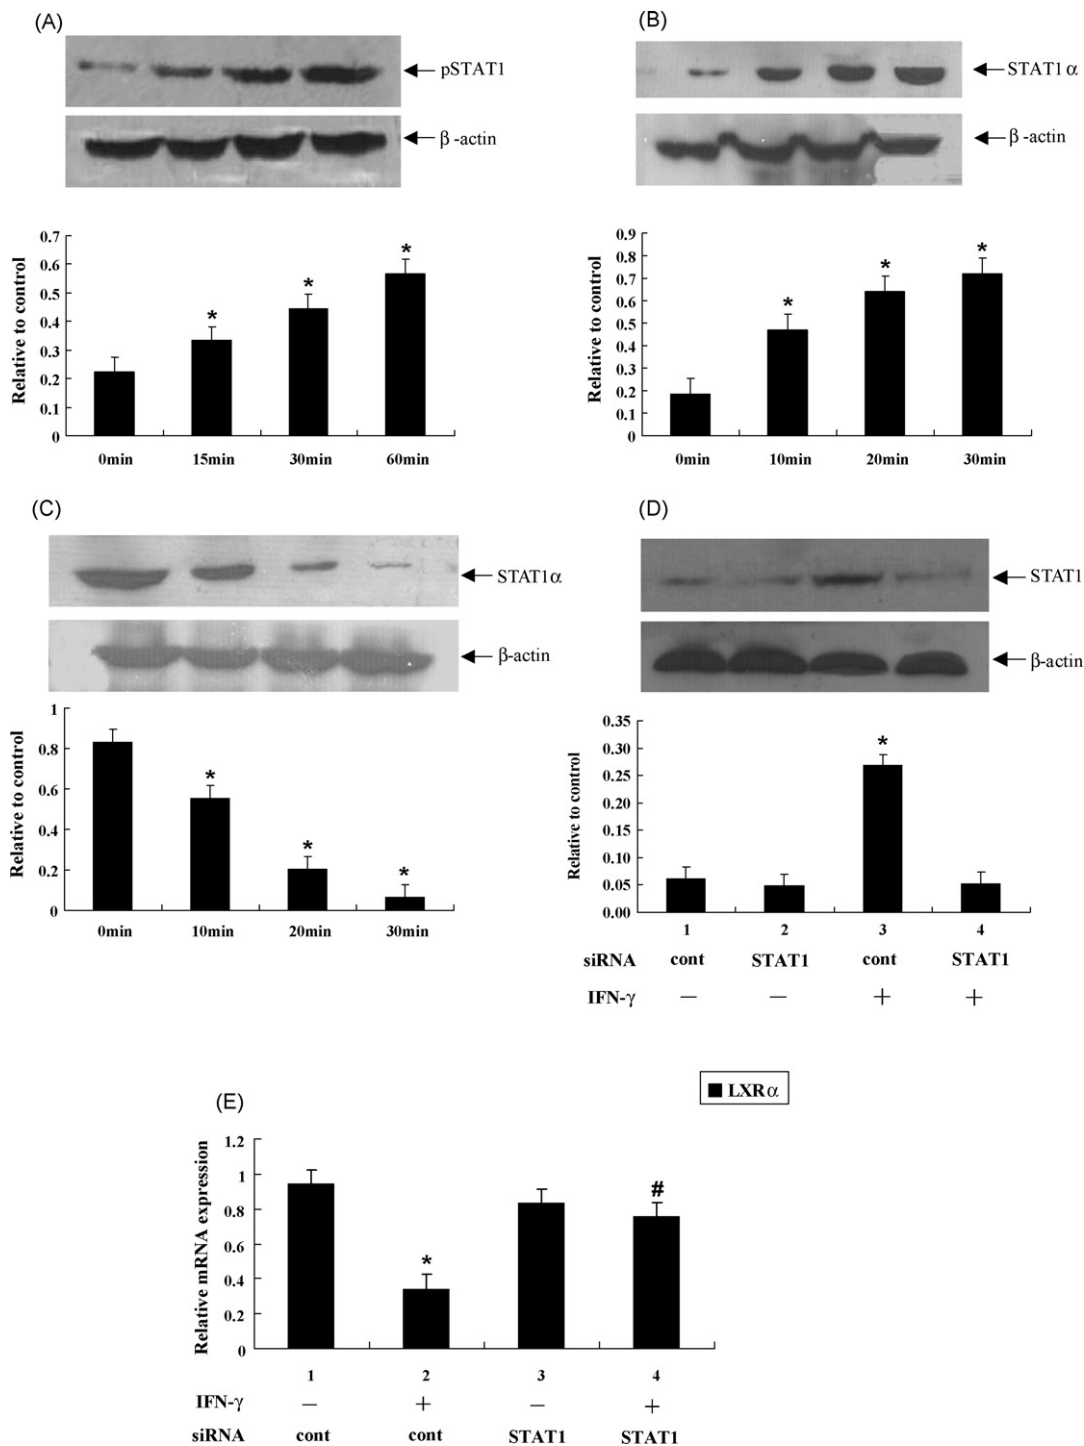 (A)
pSTAT1
β -actin
Relative to control
0.7
0.6
0.5
0.4
0.3
0.2
0.1
0
*
*
*
0min 15min 30min 60min
(B)
STAT1 α
β -actin
Relative to control
0.9
0.8
0.7
0.6
0.5
0.4
0.3
0.2
0.1
0
*
*
*
0min 10min 20min 30min
(C)
STAT1α
β-actin
Relative to control
1
0.8
0.6
0.4
0.2
0
*
*
*
0min 10min 20min 30min
(D)
STAT1
β-actin
Relative to control
0.35
0.30
0.25
0.20
0.15
0.10
0.05
0.00
*
1 2 3 4
siRNA cont STAT1 cont STAT1
IFN-γ − − + +
(E)
LXR α
Relative mRNA expression
1.2
1
0.8
0.6
0.4
0.2
0
*
#
1 2 3 4
IFN-γ − + − +
siRNA cont cont STAT1 STAT1